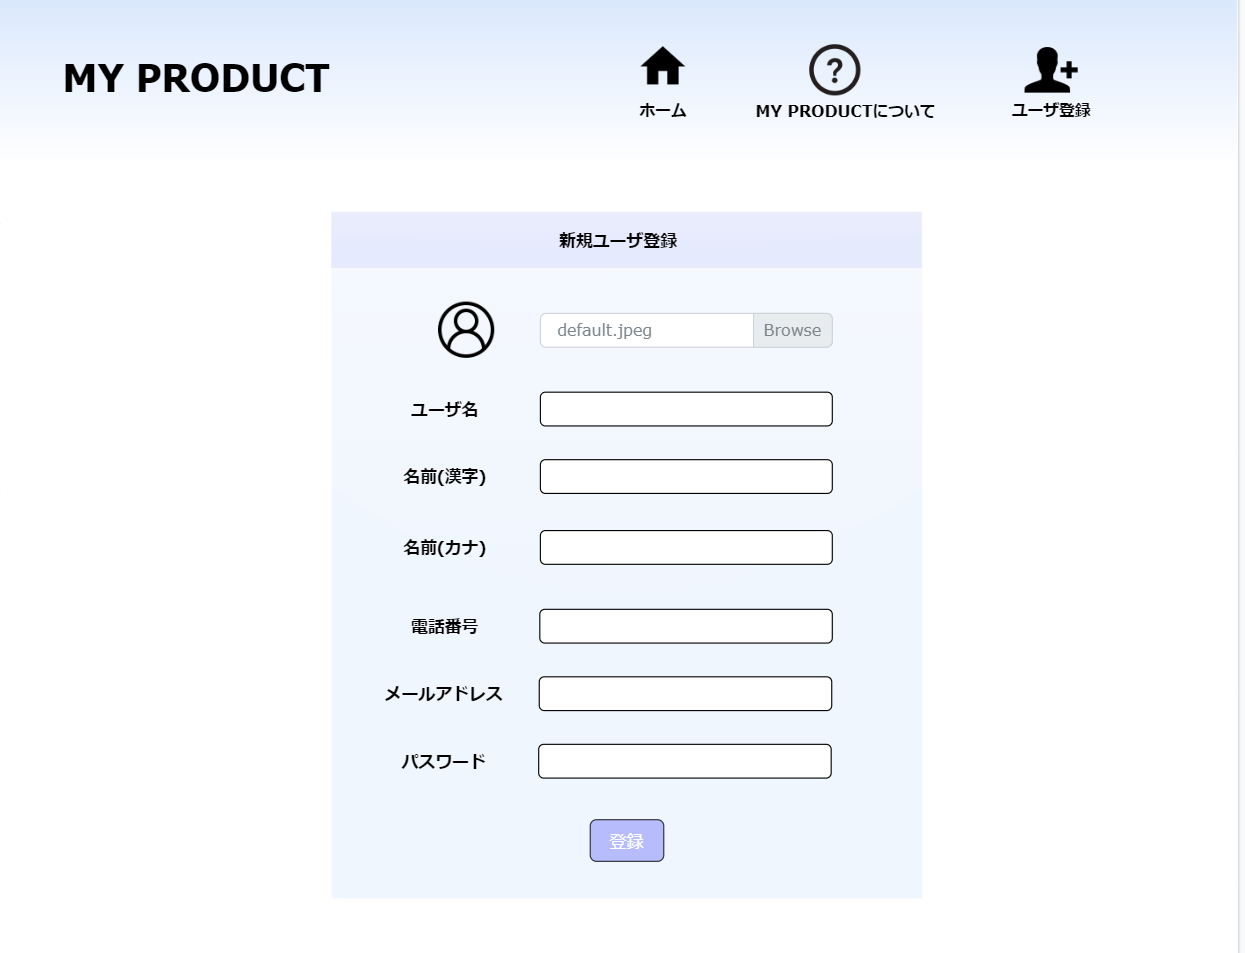 MY PRODUCT
ホーム
?
MY PRODUCTについて
ユーザ登録
新規ユーザ登録
default.jpeg
Browse
ユーザ名
名前(漢字)
名前(カナ)
電話番号
メールアドレス
パスワード
登録